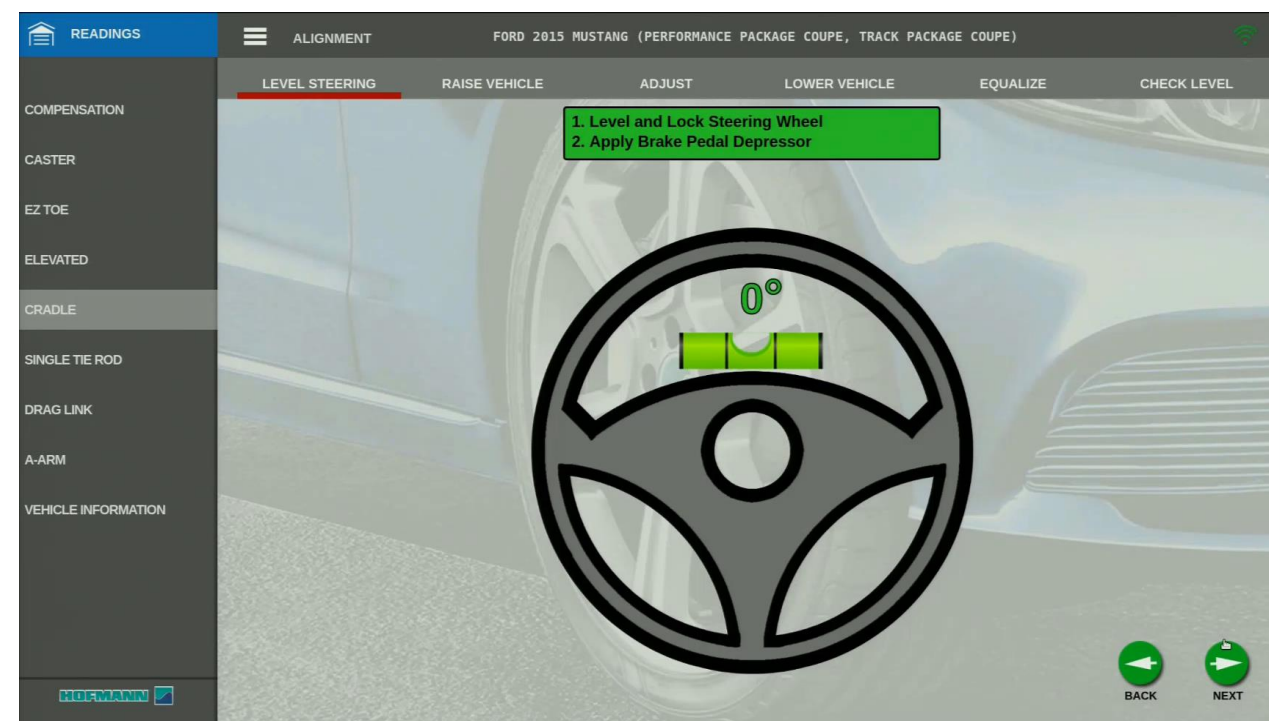 READINGS
ALIGNMENT
FORD 2015 MUSTANG (PERFORMANCE PACKAGE COUPE, TRACK PACKAGE COUPE)
LEVEL STEERING
RAISE VEHICLE
ADJUST
LOWER VEHICLE
EQUALIZE
CHECK LEVEL
COMPENSATION
CASTER
EZ TOE
ELEVATED
CRADLE
SINGLE TIE ROD
DRAG LINK
A-ARM
VEHICLE INFORMATION
HOFMANN
1. Level and Lock Steering Wheel
2. Apply Brake Pedal Depressor
0°
BACK
NEXT